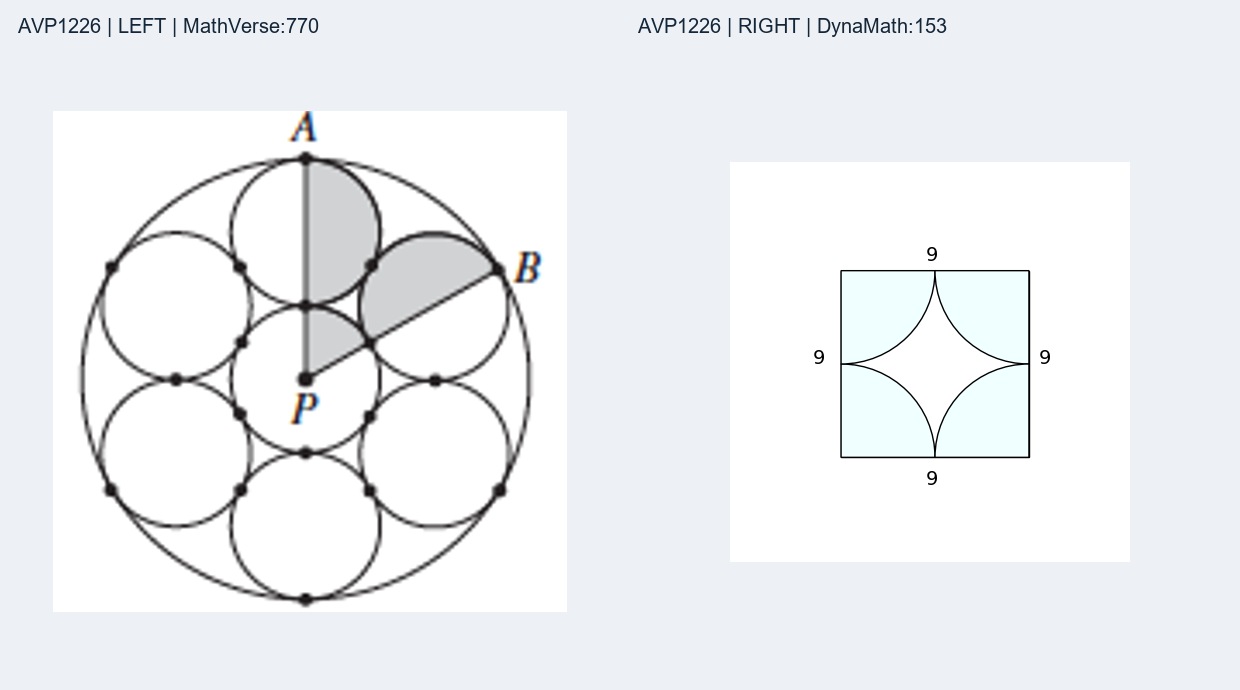 AVP1226 | LEFT | MathVerse:770
AVP1226 | RIGHT | DynaMath:153
A
B
P
9
9
9
9